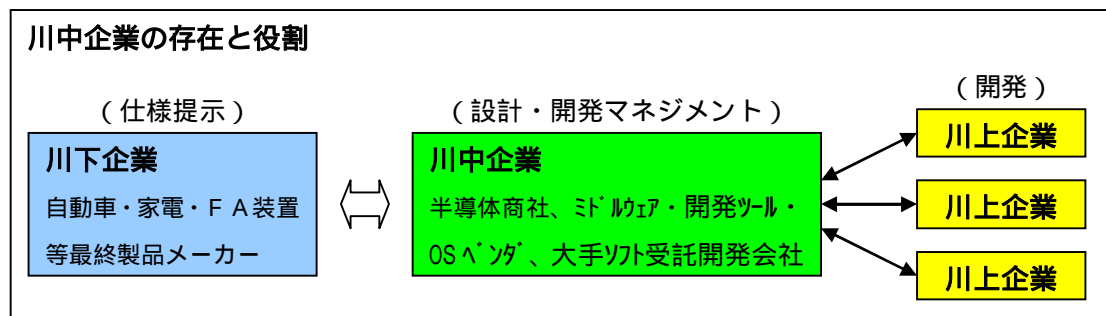 川中企業の存在と役割
（仕様提示）
川下企業
自動車・家電・ＦＡ装置
等最終製品メーカー
（設計・開発マネジメント）
川中企業
半導体商社、ﾐﾄﾞﾙｳｪｱ・開発ﾂｰﾙ・
OSﾍﾞﾝﾀﾞ、大手ｿﾌﾄ受託開発会社
（開発）
川上企業
川上企業
川上企業